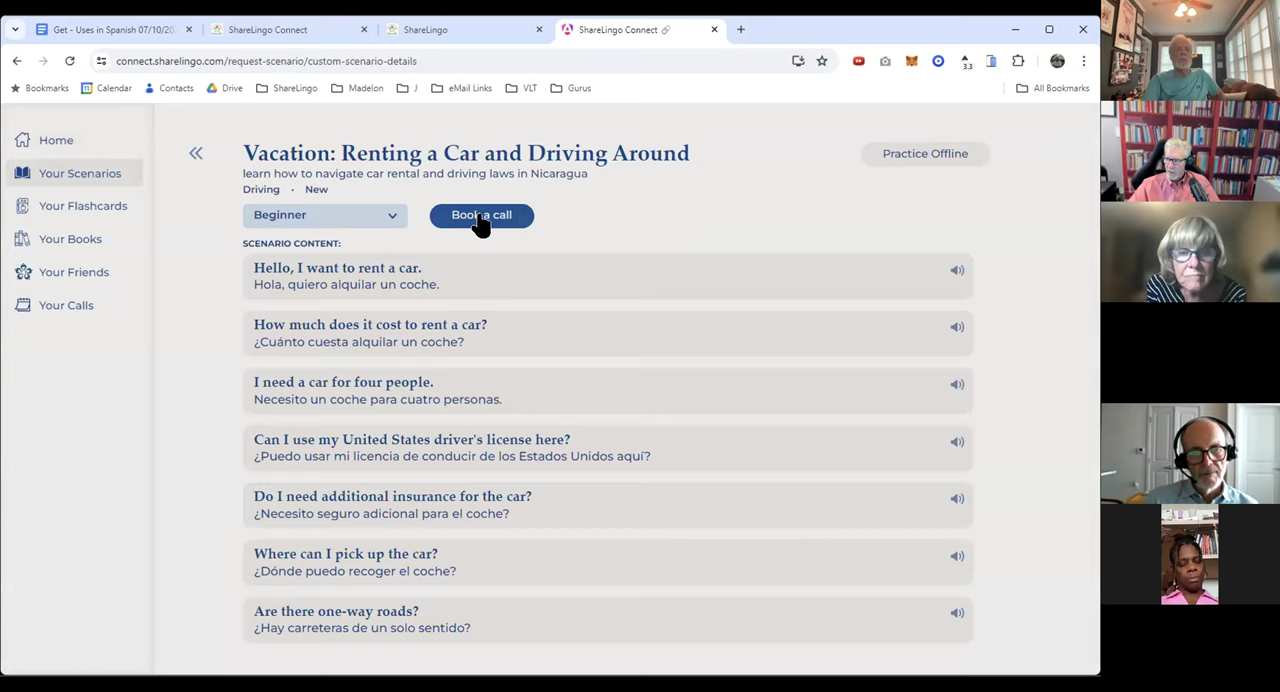 Get - Uses in Spanish 07/10/20
ShareLingo Connect
ShareLingo
ShareLingo Connect
connect.sharelingo.com/request-scenario/custom-scenario-details
3.3
Bookmarks
Calendar
Contacts
Drive
ShareLingo
Madelon
J
eMail Links
VLT
Gurus
All Bookmarks
Home
Your Scenarios
Your Flashcards
Your Books
Your Friends
Your Calls
Vacation: Renting a Car and Driving Around
Practice Offline
learn how to navigate car rental and driving laws in Nicaragua
Driving · New
Beginner
Book a call
SCENARIO CONTENT:
Hello, I want to rent a car.
Hola, quiero alquilar un coche.
How much does it cost to rent a car?
¿Cuánto cuesta alquilar un coche?
I need a car for four people.
Necesito un coche para cuatro personas.
Can I use my United States driver's license here?
¿Puedo usar mi licencia de conducir de los Estados Unidos aquí?
Do I need additional insurance for the car?
¿Necesito seguro adicional para el coche?
Where can I pick up the car?
¿Dónde puedo recoger el coche?
Are there one-way roads?
¿Hay carreteras de un solo sentido?